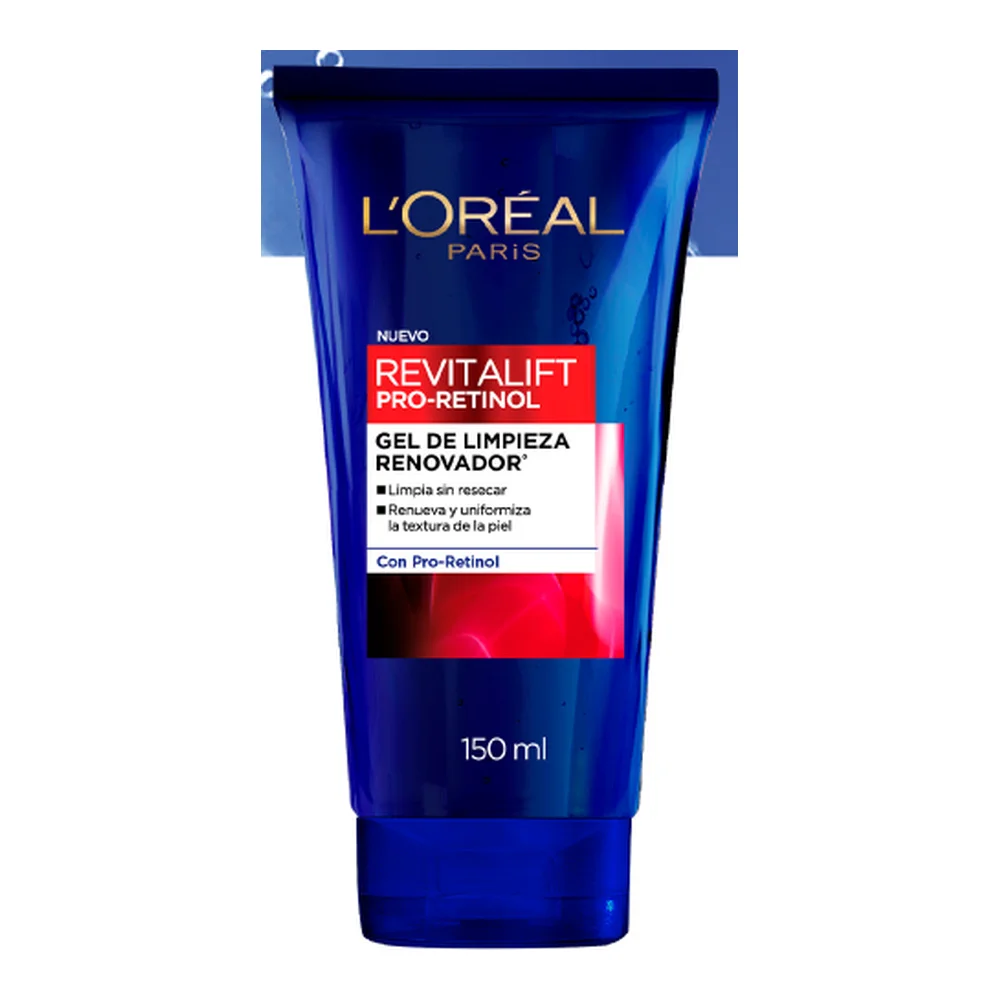 L'ORÉAL
PARiS
NUEVO
REVITALIFT
PRO-RETINOL
GEL DE LIMPIEZA
RENOVADOR°
■ Limpia sin resecar
■ Renueva y uniformiza
la textura de la piel
Con Pro-Retinol
150 ml